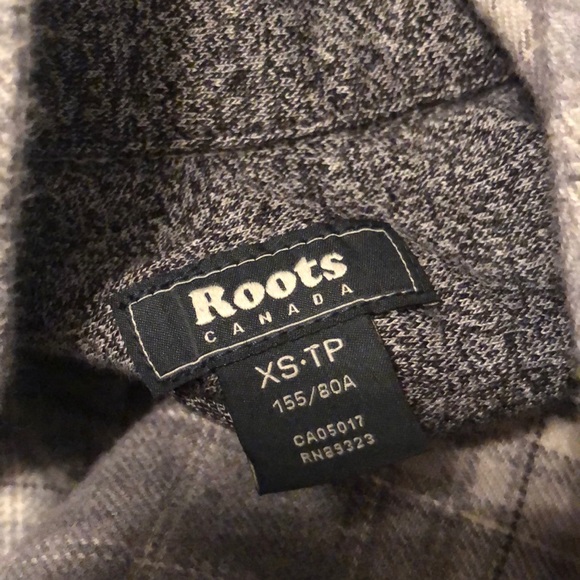 Roots
CANADA
XS·TP
155/80A
CA05017
RN89323